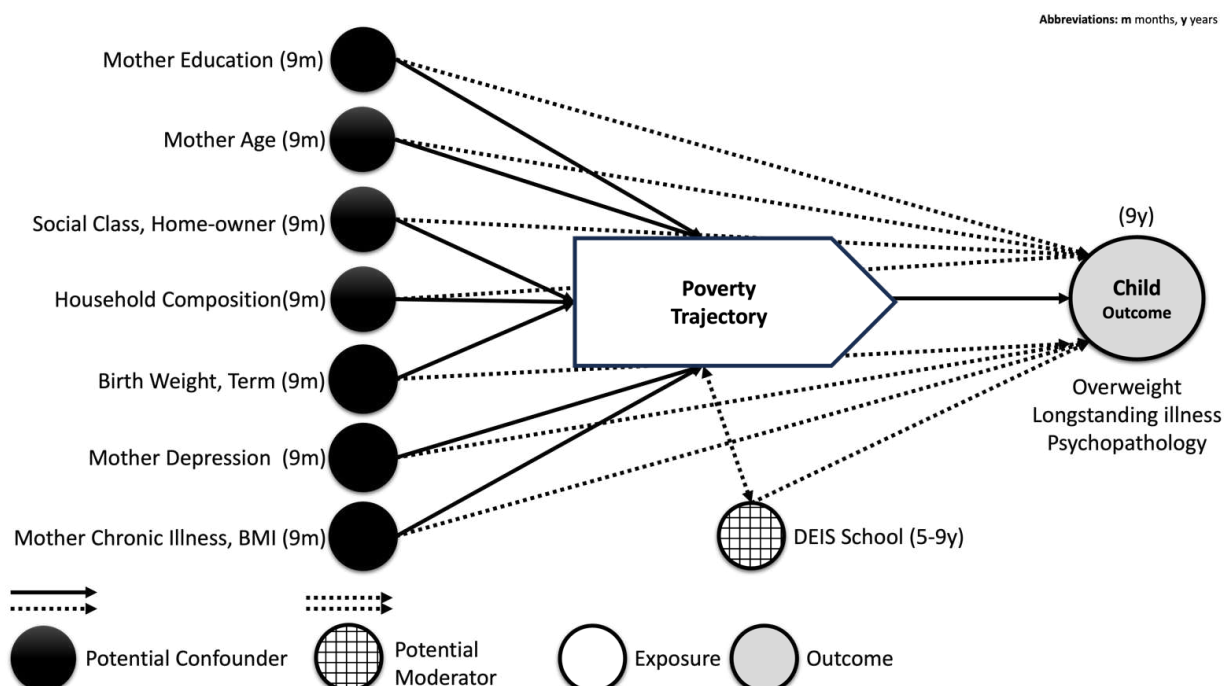 Abbreviations: m months, y years
Mother Education (9m)
Mother Age (9m)
Social Class, Home-owner (9m)
Household Composition(9m)
Birth Weight, Term (9m)
Mother Depression (9m)
Mother Chronic Illness, BMI (9m)
Poverty
Trajectory
(9y)
Child
Outcome
Overweight
Longstanding illness
Psychopathology
DEIS School (5-9y)
Potential Confounder
Potential
Moderator
Exposure
Outcome